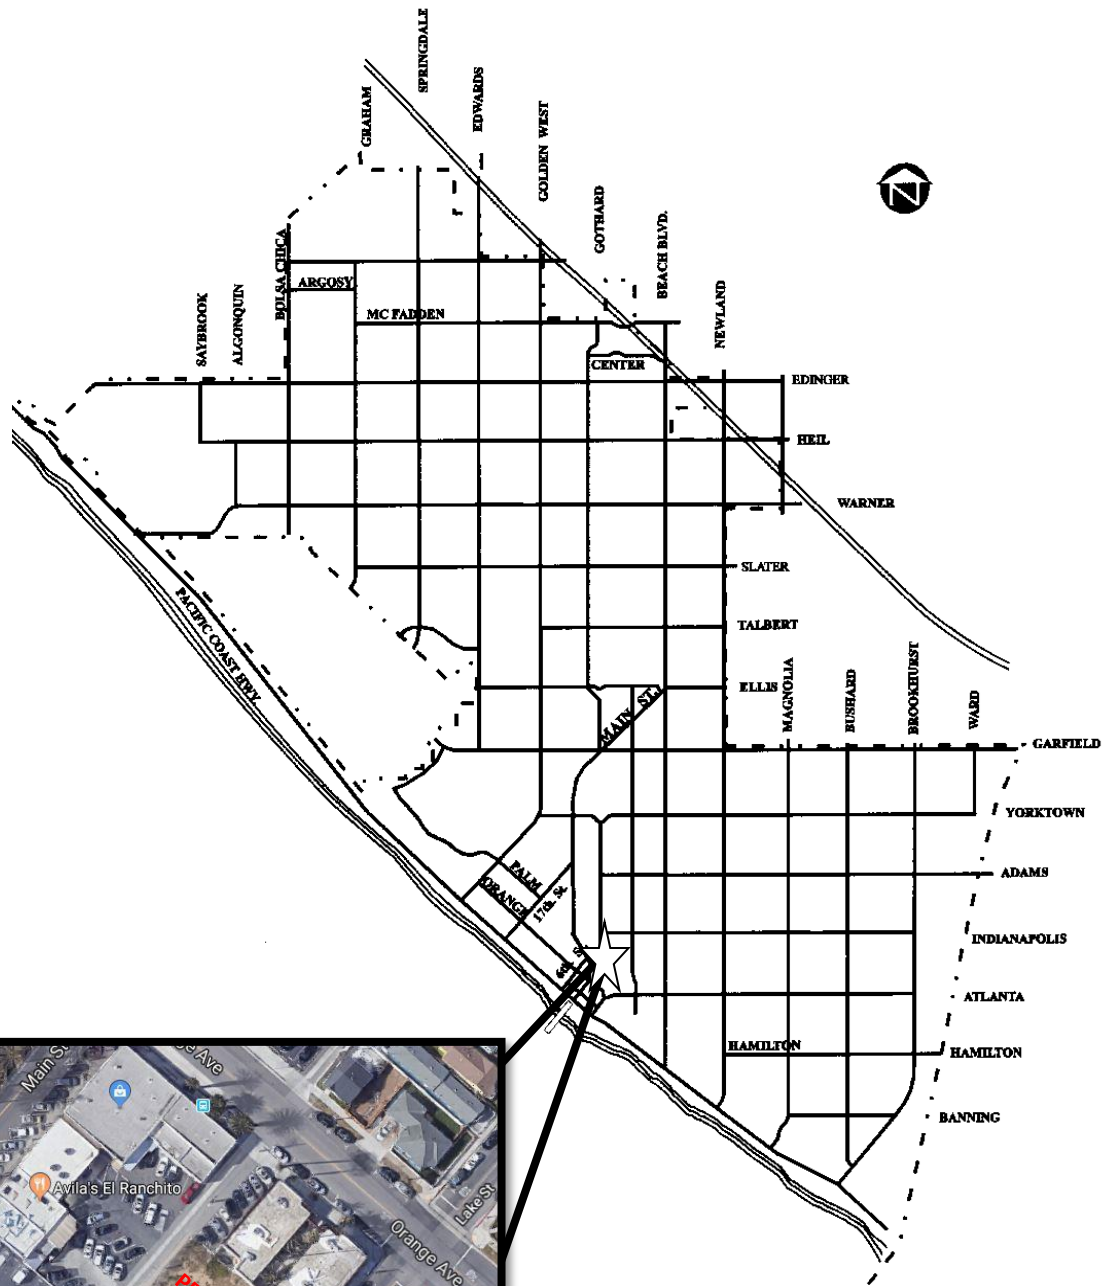 SPRINGDALE
GRAHAM
EDWARDS
GOLDEN WEST
GOTHARD
BEACH BLVD.
NEWLAND
BOLSA CHICA
ALGONQUIN
SAYBROOK
N
ARGOSY
MC FADDEN
CENTER
EDINGER
HEIL
WARNER
SLATER
TALBERT
ELLIS
PACIFIC COAST HWY.
MAIN ST.
MAGNOLIA
BUSHARD
BROOKHURST
WARD
GARFIELD
YORKTOWN
ADAMS
INDIANAPOLIS
ATLANTA
HAMILTON
HAMILTON
BANNING
PALM
ORANGE
17th. St.
6th.
Main St
Ave
Avila's El Ranchito
Lake St
Orange Ave